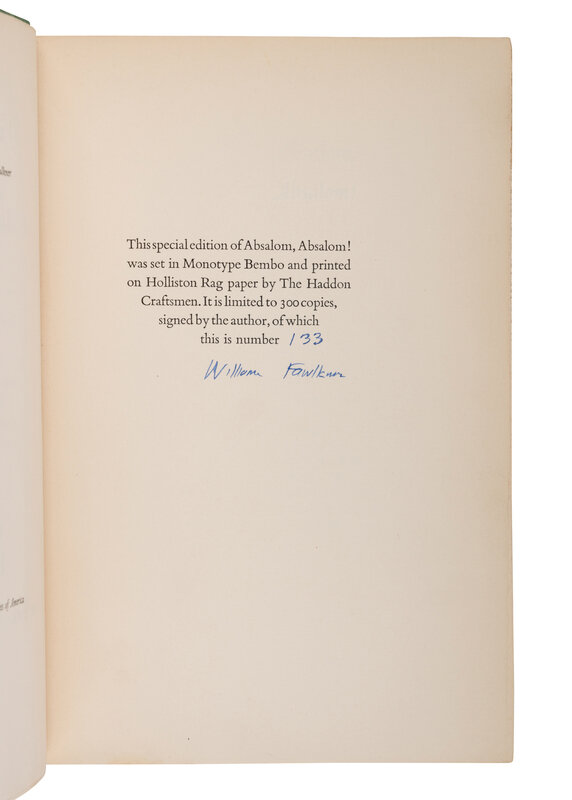 This special edition of Absalom, Absalom!
was set in Monotype Bembo and printed
on Holliston Rag paper by The Haddon
Craftsmen. It is limited to 300 copies,
signed by the author, of which
this is number 133
William Faulkner
of America